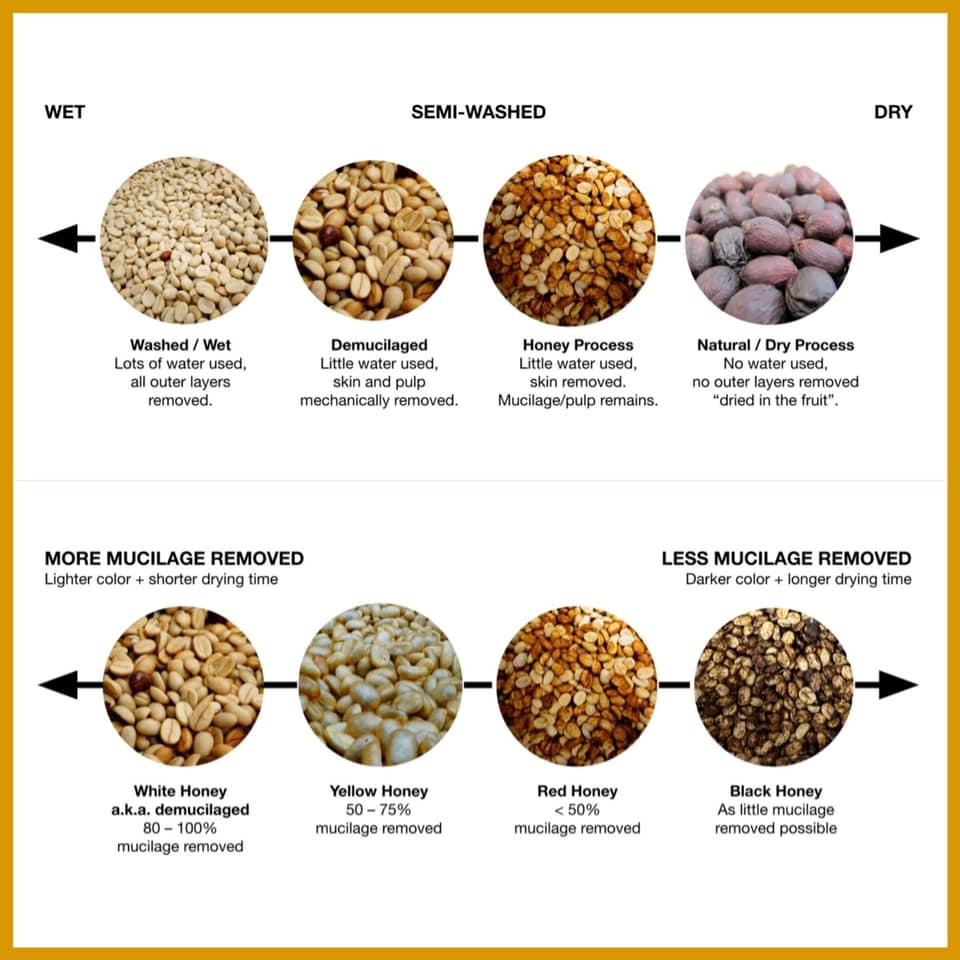 WET
SEMI-WASHED
DRY
Washed / Wet
Lots of water used,
all outer layers
removed.
Demucilaged
Little water used,
skin and pulp
mechanically removed.
Honey Process
Little water used,
skin removed.
Mucilage/pulp remains.
Natural / Dry Process
No water used,
no outer layers removed
“dried in the fruit”.
MORE MUCILAGE REMOVED
Lighter color + shorter drying time
LESS MUCILAGE REMOVED
Darker color + longer drying time
White Honey
a.k.a. demucilaged
80 – 100%
mucilage removed
Yellow Honey
50 – 75%
mucilage removed
Red Honey
< 50%
mucilage removed
Black Honey
As little mucilage
removed possible